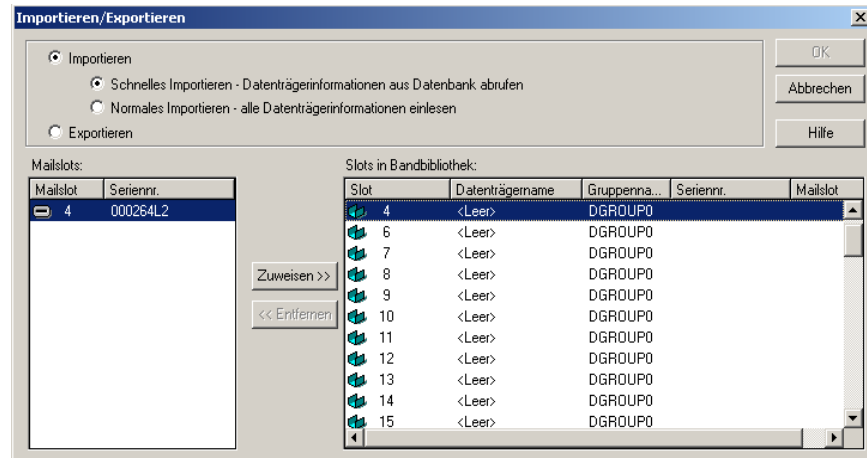 Importieren/Exportieren
Importieren
Schnelles Importieren - Datenträgerinformationen aus Datenbank abrufen
Normales Importieren - alle Datenträgerinformationen einlesen
Exportieren
OK
Abbrechen
Hilfe
Mailslots:
Mailslot Seriennr.
4 000264L2
Zuweisen >>
<< Entfernen
Slots in Bandbibliothek:
Slot Datenträgername Gruppenna... Seriennr. Mailslot
4 <Leer> DGROUP0
6 <Leer> DGROUP0
7 <Leer> DGROUP0
8 <Leer> DGROUP0
9 <Leer> DGROUP0
10 <Leer> DGROUP0
11 <Leer> DGROUP0
12 <Leer> DGROUP0
13 <Leer> DGROUP0
14 <Leer> DGROUP0
15 <Leer> DGROUP0